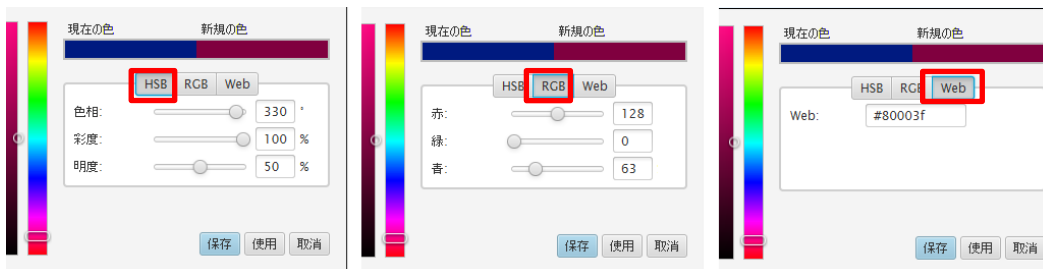 現在の色 新規の色
HSB RGB Web
色相: 330 °
彩度: 100 %
明度: 50 %
保存 使用 取消
現在の色 新規の色
HSB RGB Web
赤: 128
緑: 0
青: 63
保存 使用 取消
現在の色 新規の色
HSB RGB Web
Web: #80003f
保存 使用 取消